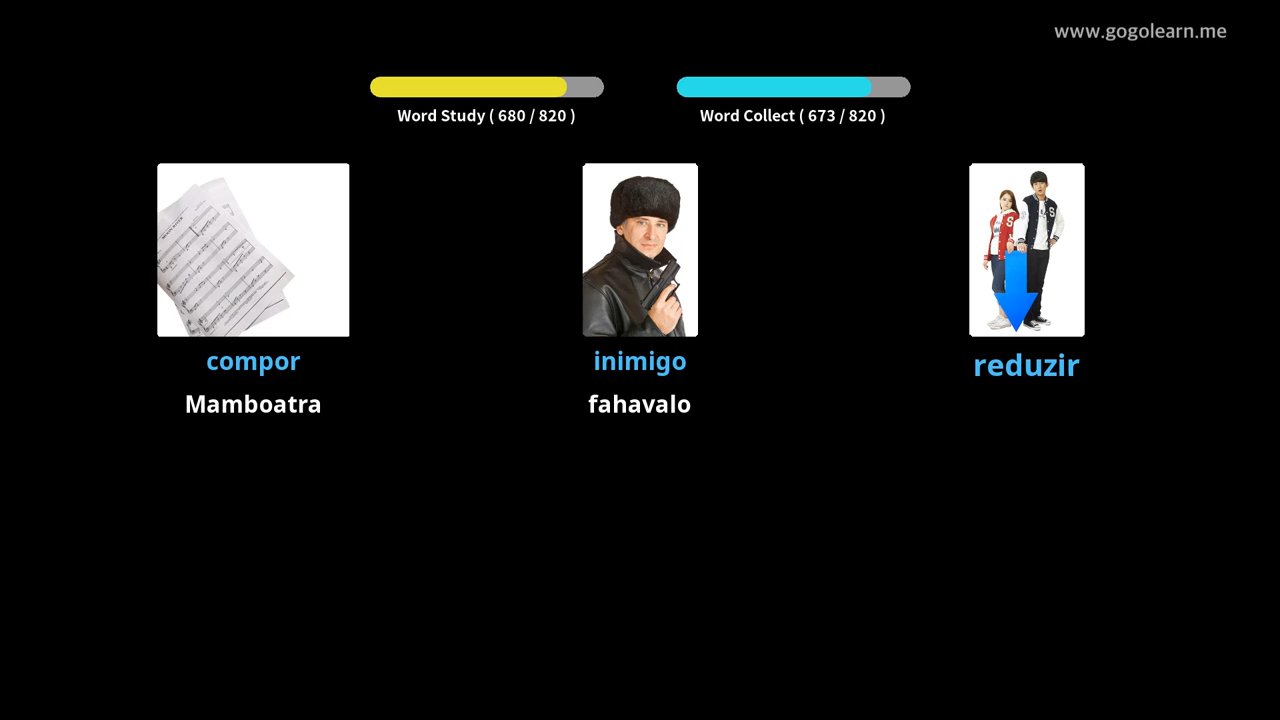 www.gogolearn.me
Word Study ( 680 / 820 )
Word Collect ( 673 / 820 )
compor
inimigo
reduzir
Mamboatra
fahavalo